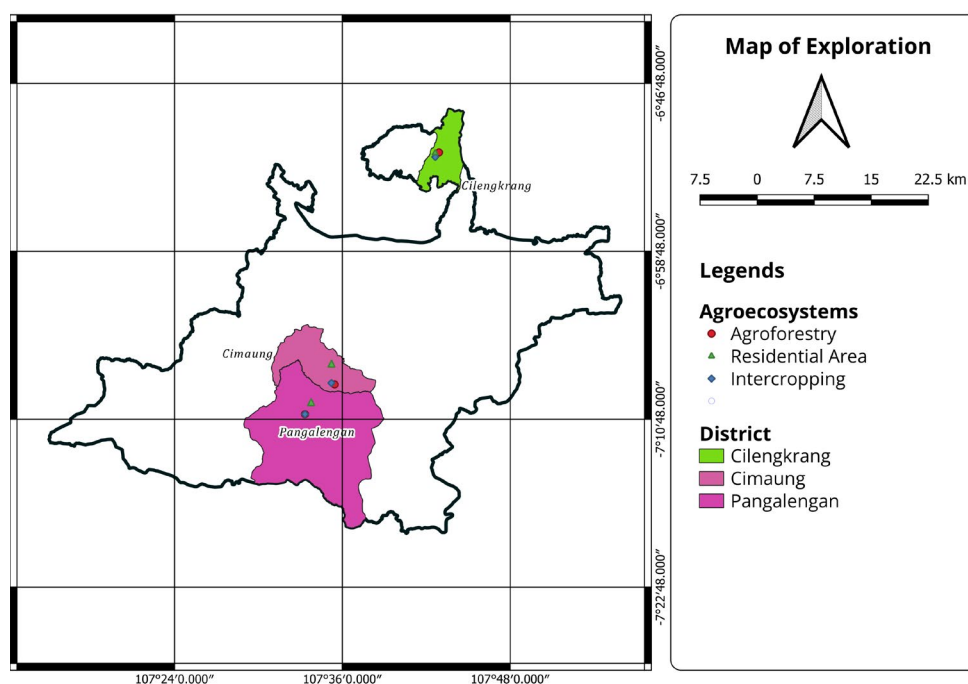 Map of Exploration
7.5 0 7.5 15 22.5 km
Legends
Agroecosystems
Agroforestry
Residential Area
Intercropping
District
Cilengkrang
Cimaung
Pangalengan
Cilengkrang
Cimaung
Pangalengan
-6°46'48.000"
-6°58'48.000"
-7°10'48.000"
-7°22'48.000"
107°24'0.000" 107°36'0.000" 107°48'0.000"